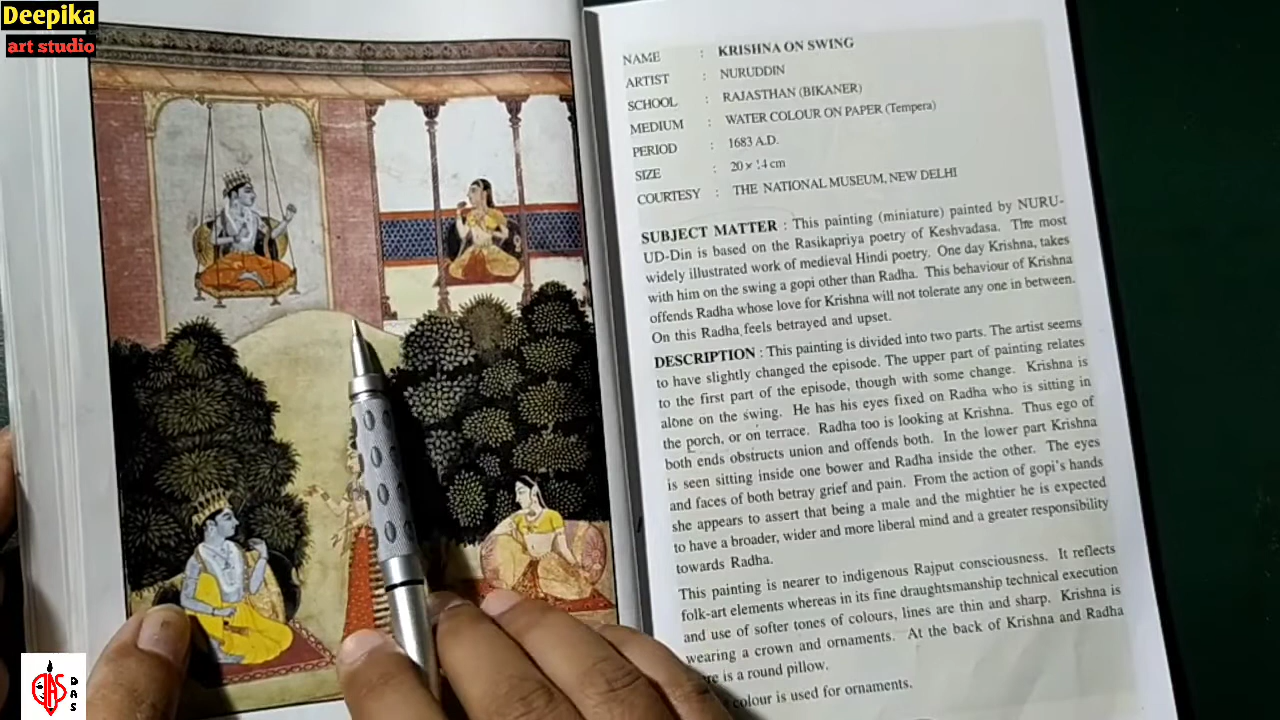 Deepika
art studio
NAME : KRISHNA ON SWING
ARTIST : NURUDDIN
SCHOOL : RAJASTHAN (BIKANER)
MEDIUM : WATER COLOUR ON PAPER (Tempera)
PERIOD : 1683 A.D.
SIZE : 20 × 14 cm
COURTESY : THE NATIONAL MUSEUM, NEW DELHI
SUBJECT MATTER : This painting (miniature) painted by NURU-
UD-Din is based on the Rasikapriya poetry of Keshvadasa. The most
widely illustrated work of medieval Hindi poetry. One day Krishna, takes
with him on the swing a gopi other than Radha. This behaviour of Krishna
offends Radha whose love for Krishna will not tolerate any one in between.
On this Radha feels betrayed and upset.
DESCRIPTION : This painting is divided into two parts. The artist seems
to have slightly changed the episode. The upper part of painting relates
to the first part of the episode, though with some change. Krishna is
alone on the swing. He has his eyes fixed on Radha who is sitting in
the porch, or on terrace. Radha too is looking at Krishna. Thus ego of
both ends obstructs union and offends both. In the lower part Krishna
is seen sitting inside one bower and Radha inside the other. The eyes
and faces of both betray grief and pain. From the action of gopi's hands
she appears to assert that being a male and the mightier he is expected
to have a broader, wider and more liberal mind and a greater responsibility
towards Radha.
This painting is nearer to indigenous Rajput consciousness. It reflects
folk-art elements whereas in its fine draughtsmanship technical execution
and use of softer tones of colours, lines are thin and sharp. Krishna is
wearing a crown and ornaments. At the back of Krishna and Radha
is a round pillow.
colour is used for ornaments.
DAS
DAS